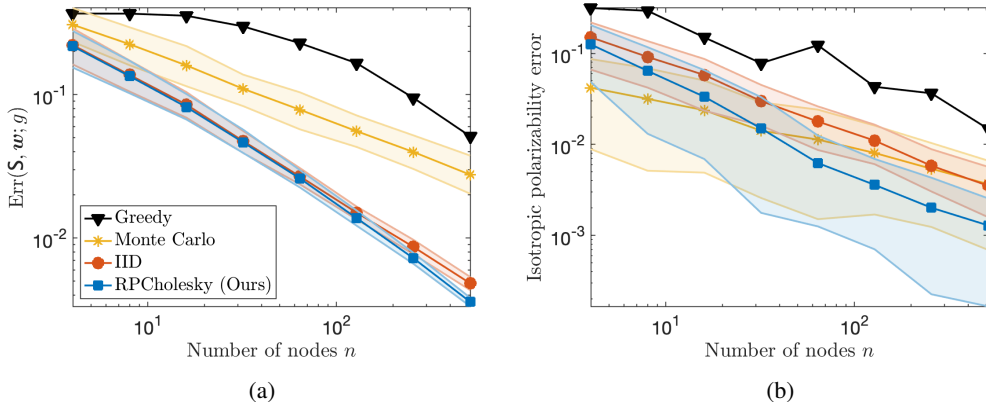 Err(S, w; g)
10^-1
10^-2
Greedy
Monte Carlo
IID
RPCholesky (Ours)
10^1
10^2
Number of nodes n
(a)
Isotropic polarizability error
10^-1
10^-2
10^-3
10^1
10^2
Number of nodes n
(b)